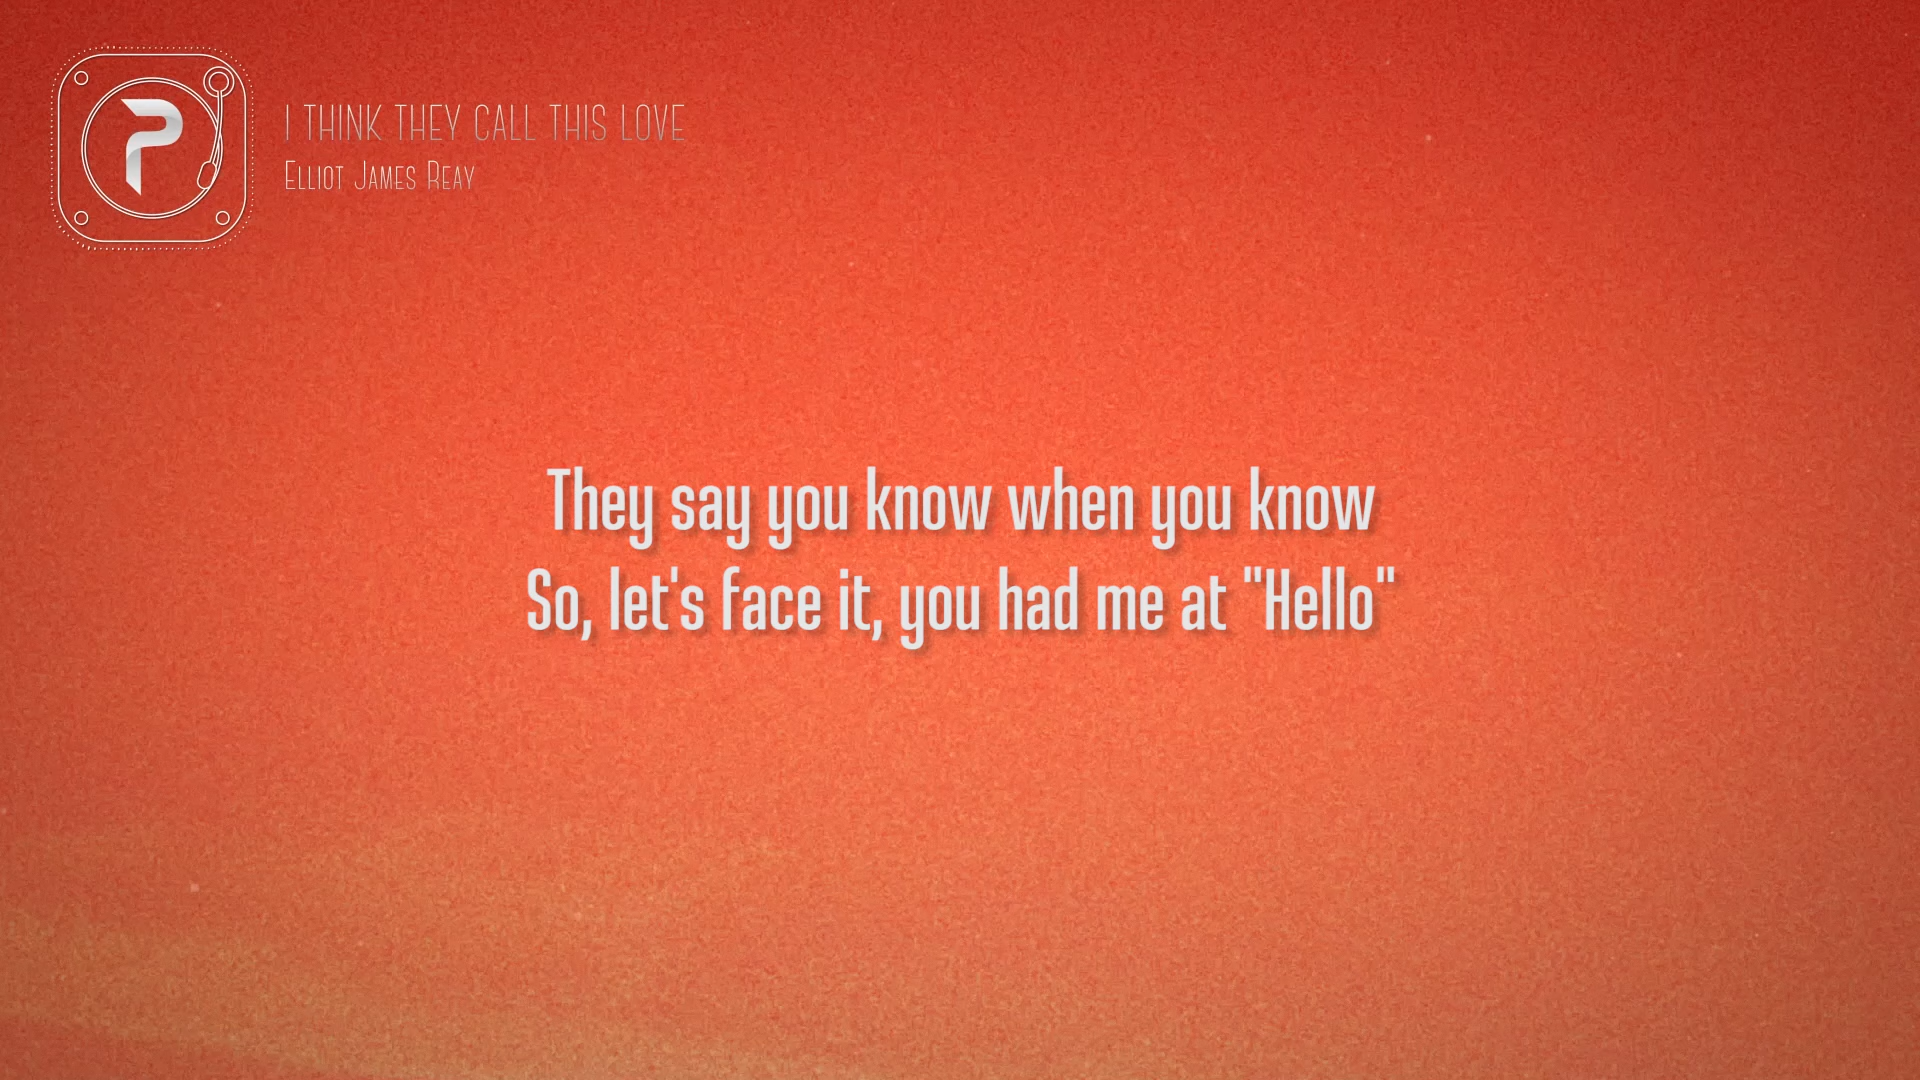 I THINK THEY CALL THIS LOVE
Elliot James Reay
They say you know when you know
So, let's face it, you had me at "Hello"